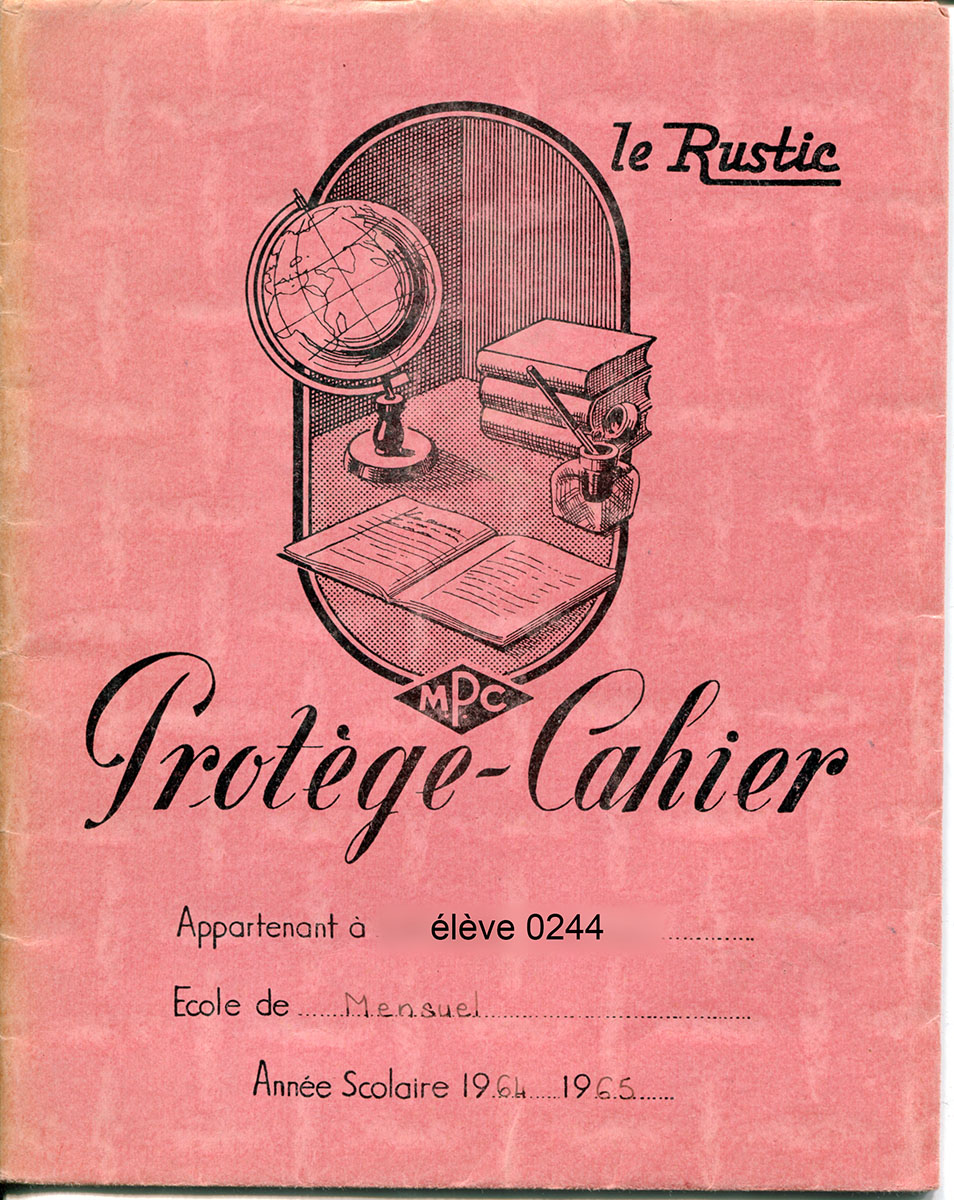 le Rustic
MPC
Protège-Cahier
Appartenant à élève 0244
Ecole de Mensuel
Année Scolaire 1964 1965